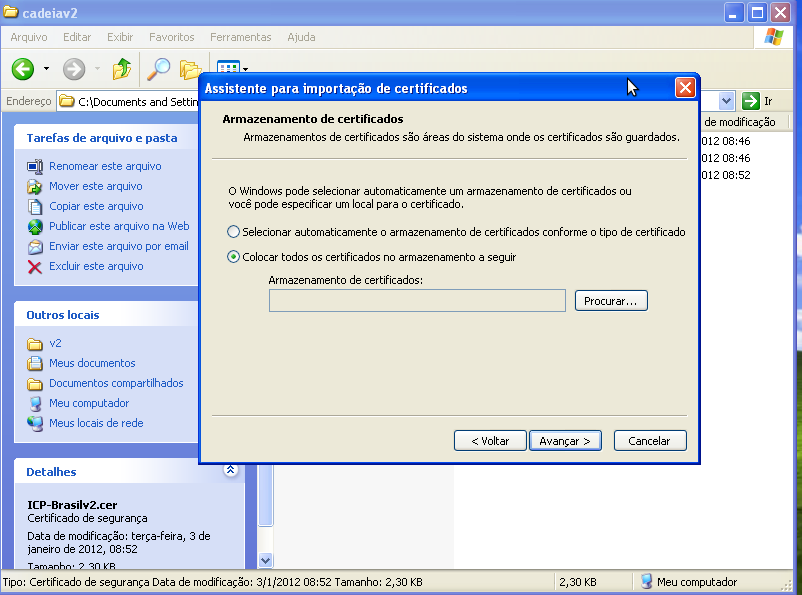 cadeiav2
Arquivo Editar Exibir Favoritos Ferramentas Ajuda
Endereço C:\Documents and Settin Ir
de modificação
012 08:46
012 08:46
012 08:52
Tarefas de arquivo e pasta
Renomear este arquivo
Mover este arquivo
Copiar este arquivo
Publicar este arquivo na Web
Enviar este arquivo por email
Excluir este arquivo
Outros locais
v2
Meus documentos
Documentos compartilhados
Meu computador
Meus locais de rede
Detalhes
ICP-Brasilv2.cer
Certificado de segurança
Data de modificação: terça-feira, 3 de
janeiro de 2012, 08:52
Tamanho: 2,30 KB
Assistente para importação de certificados
Armazenamento de certificados
Armazenamentos de certificados são áreas do sistema onde os certificados são guardados.
O Windows pode selecionar automaticamente um armazenamento de certificados ou
você pode especificar um local para o certificado.
Selecionar automaticamente o armazenamento de certificados conforme o tipo de certificado
Colocar todos os certificados no armazenamento a seguir
Armazenamento de certificados:
Procurar...
< Voltar Avançar > Cancelar
Tipo: Certificado de segurança Data de modificação: 3/1/2012 08:52 Tamanho: 2,30 KB 2,30 KB Meu computador